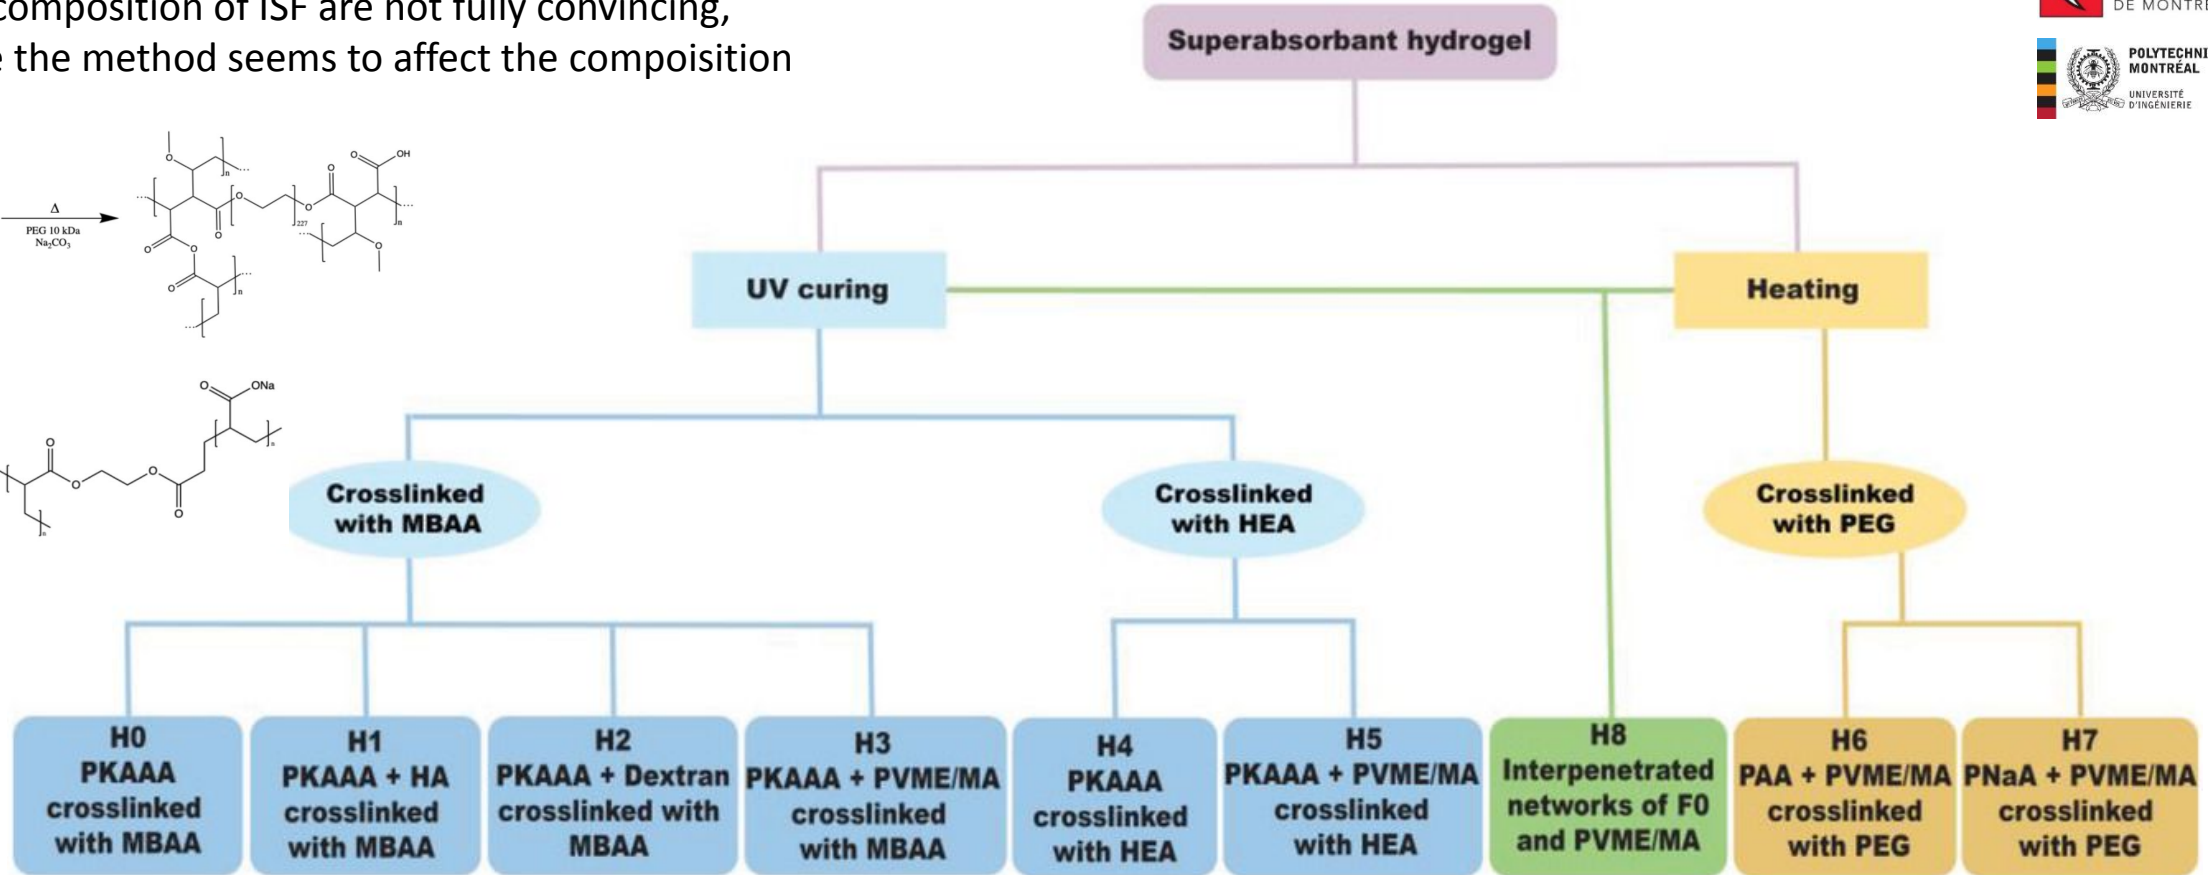 composition of ISF are not fully convincing,
the method seems to affect the compoisition
DE
POLYTECHNI
MONTRÉAL
UNIVERSITÉ
D'INGÉNIERIE
Superabsorbant hydrogel
O
OH
O
n
...
O
...
O
O
n
...
O
O
227
...
O
O
O
O
n
...
...
Δ
PEG 10 kDa
Na₂CO₃
UV curing
Heating
O
ONa
n
O
O
O
O
n
Crosslinked
with MBAA
Crosslinked
with HEA
Crosslinked
with PEG
H0
PKAAA
crosslinked
with MBAA
H1
PKAAA + HA
crosslinked
with MBAA
H2
PKAAA + Dextran
crosslinked with
MBAA
H3
PKAAA + PVME/MA
crosslinked
with MBAA
H4
PKAAA
crosslinked
with HEA
H5
PKAAA + PVME/MA
crosslinked
with HEA
H8
Interpenetrated
networks of F0
and PVME/MA
H6
PAA + PVME/MA
crosslinked
with PEG
H7
PNaA + PVME/MA
crosslinked
with PEG